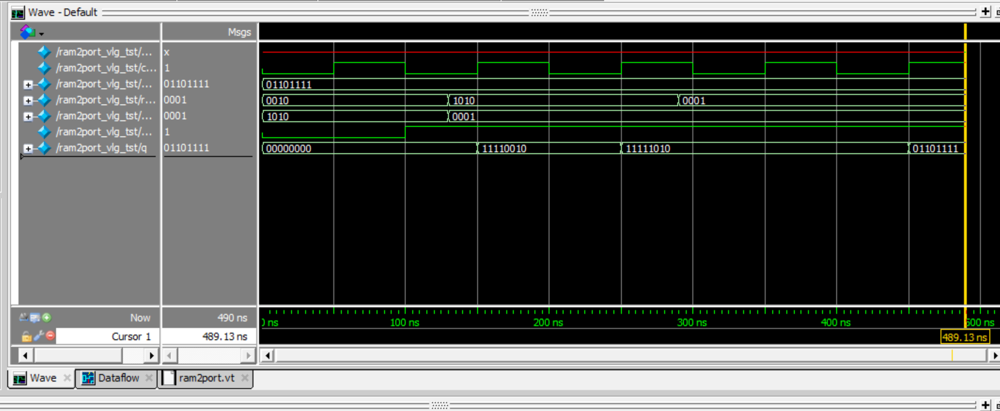 Wave - Default
Msgs
/ram2port_vlg_tst/... x
/ram2port_vlg_tst/c... 1
/ram2port_vlg_tst/... 01101111 01101111
/ram2port_vlg_tst/r... 0001 0010 1010 0001
/ram2port_vlg_tst/... 0001 1010 0001
/ram2port_vlg_tst/... 1
/ram2port_vlg_tst/q 01101111 00000000 11110010 11111010 01101111
Now 490 ns ns 100 ns 200 ns 300 ns 400 ns 500 ns
Cursor 1 489.13 ns 489.13 ns
Wave Dataflow ram2port.vt